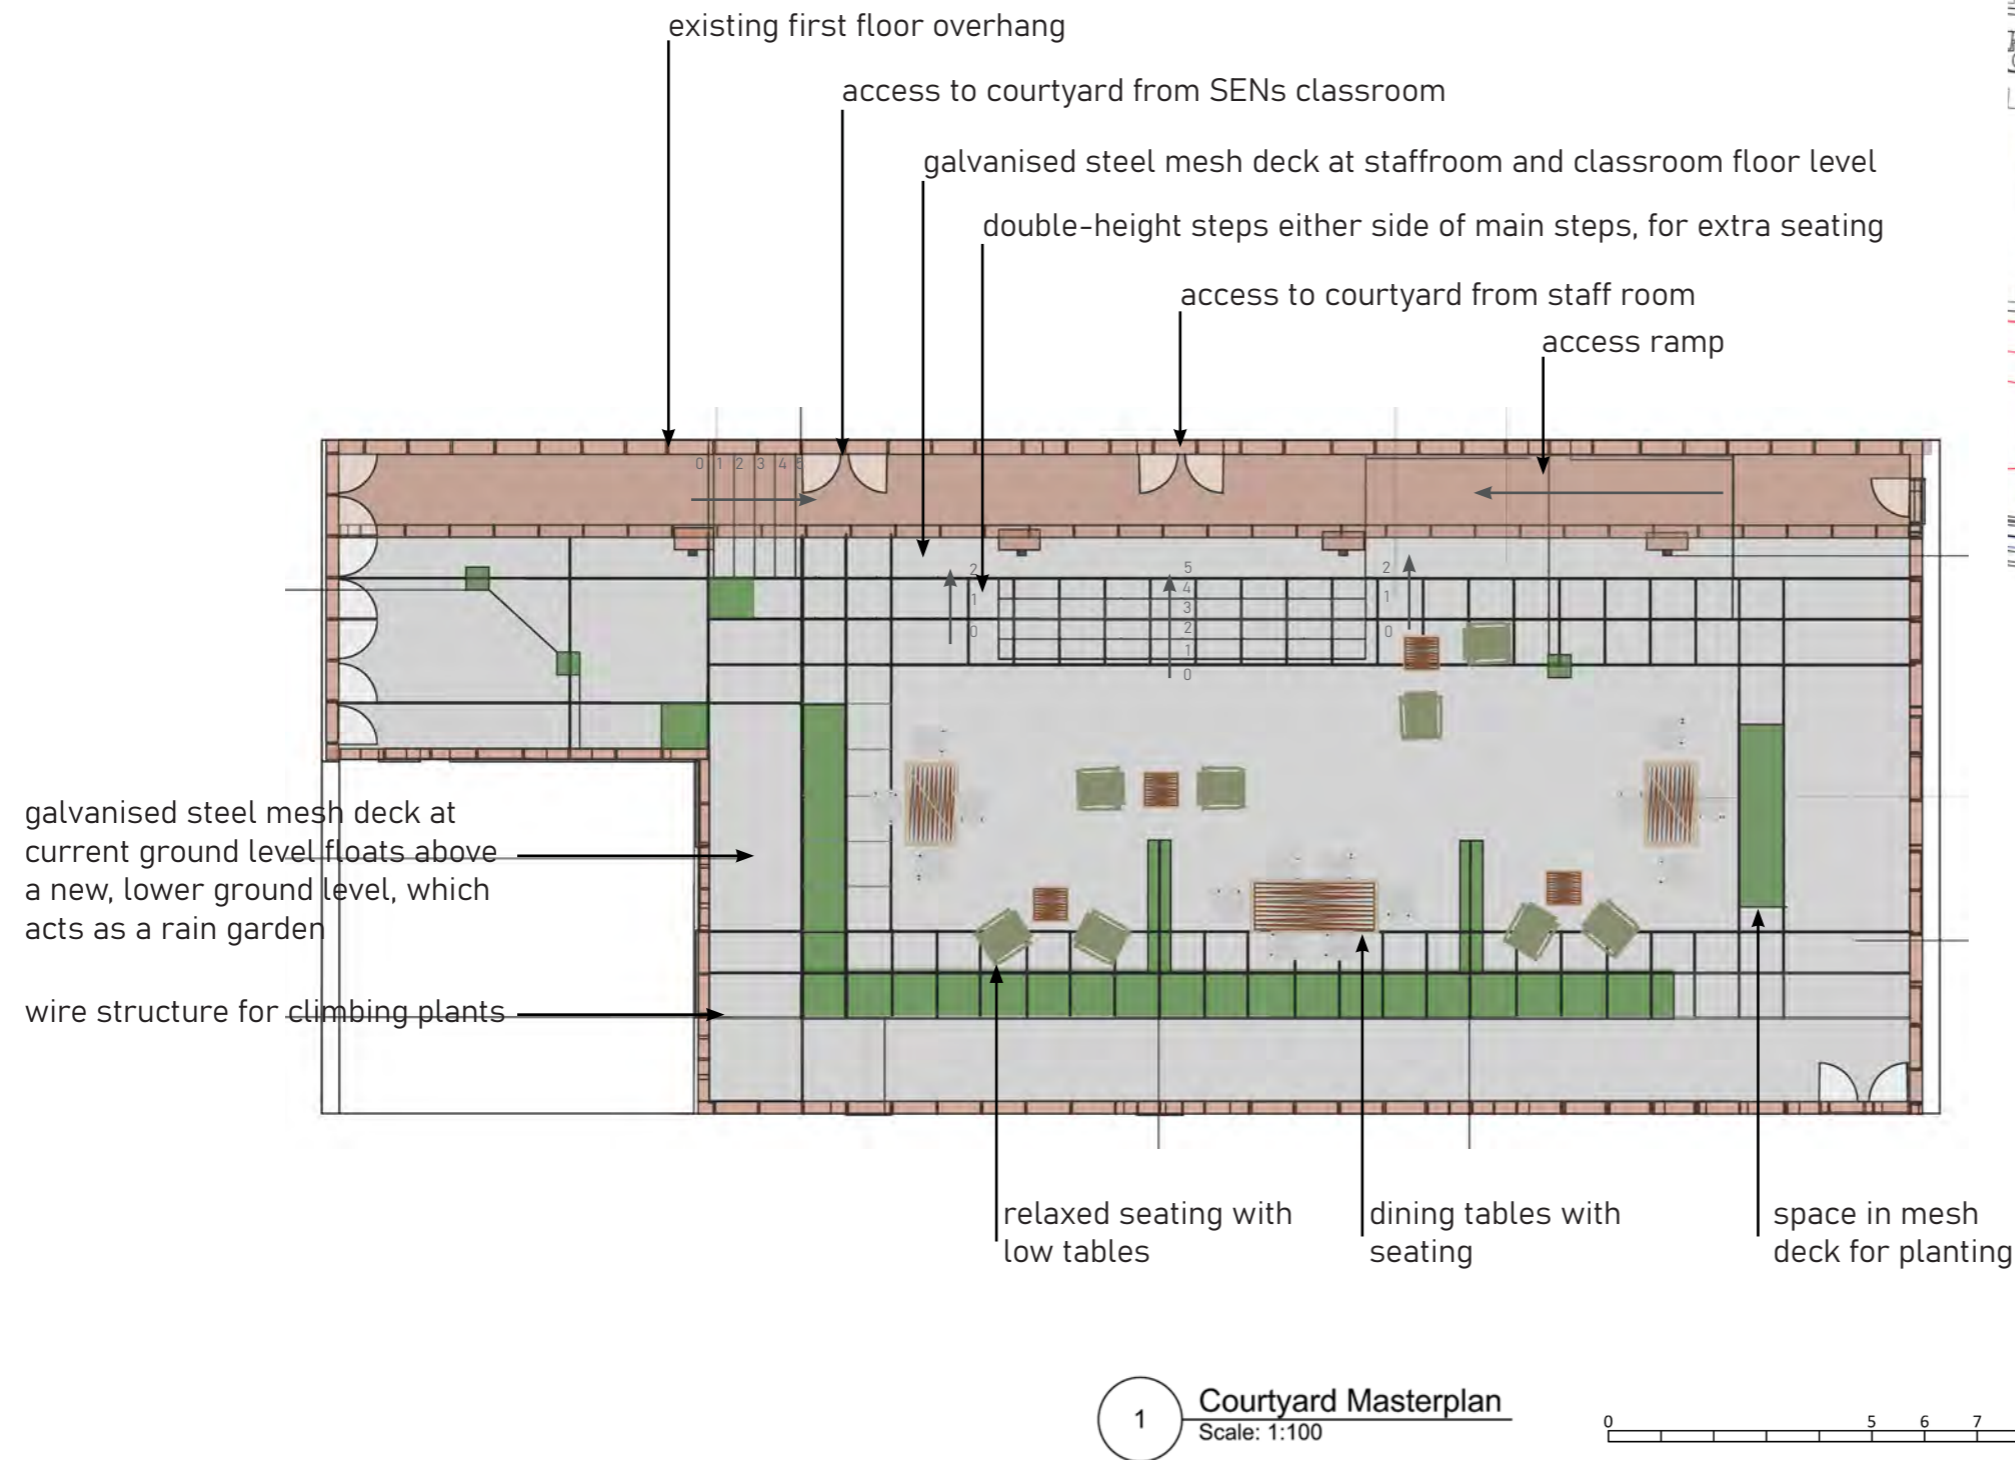 existing first floor overhang
access to courtyard from SENs classroom
galvanised steel mesh deck at staffroom and classroom floor level
double-height steps either side of main steps, for extra seating
access to courtyard from staff room
access ramp
0 1 2 3 4 5
2
1
0
5
4
3
2
1
0
2
1
0
galvanised steel mesh deck at
current ground level floats above
a new, lower ground level, which
acts as a rain garden
wire structure for climbing plants
relaxed seating with
low tables
dining tables with
seating
space in mesh
deck for planting
1
Courtyard Masterplan
Scale: 1:100
0 5 6 7